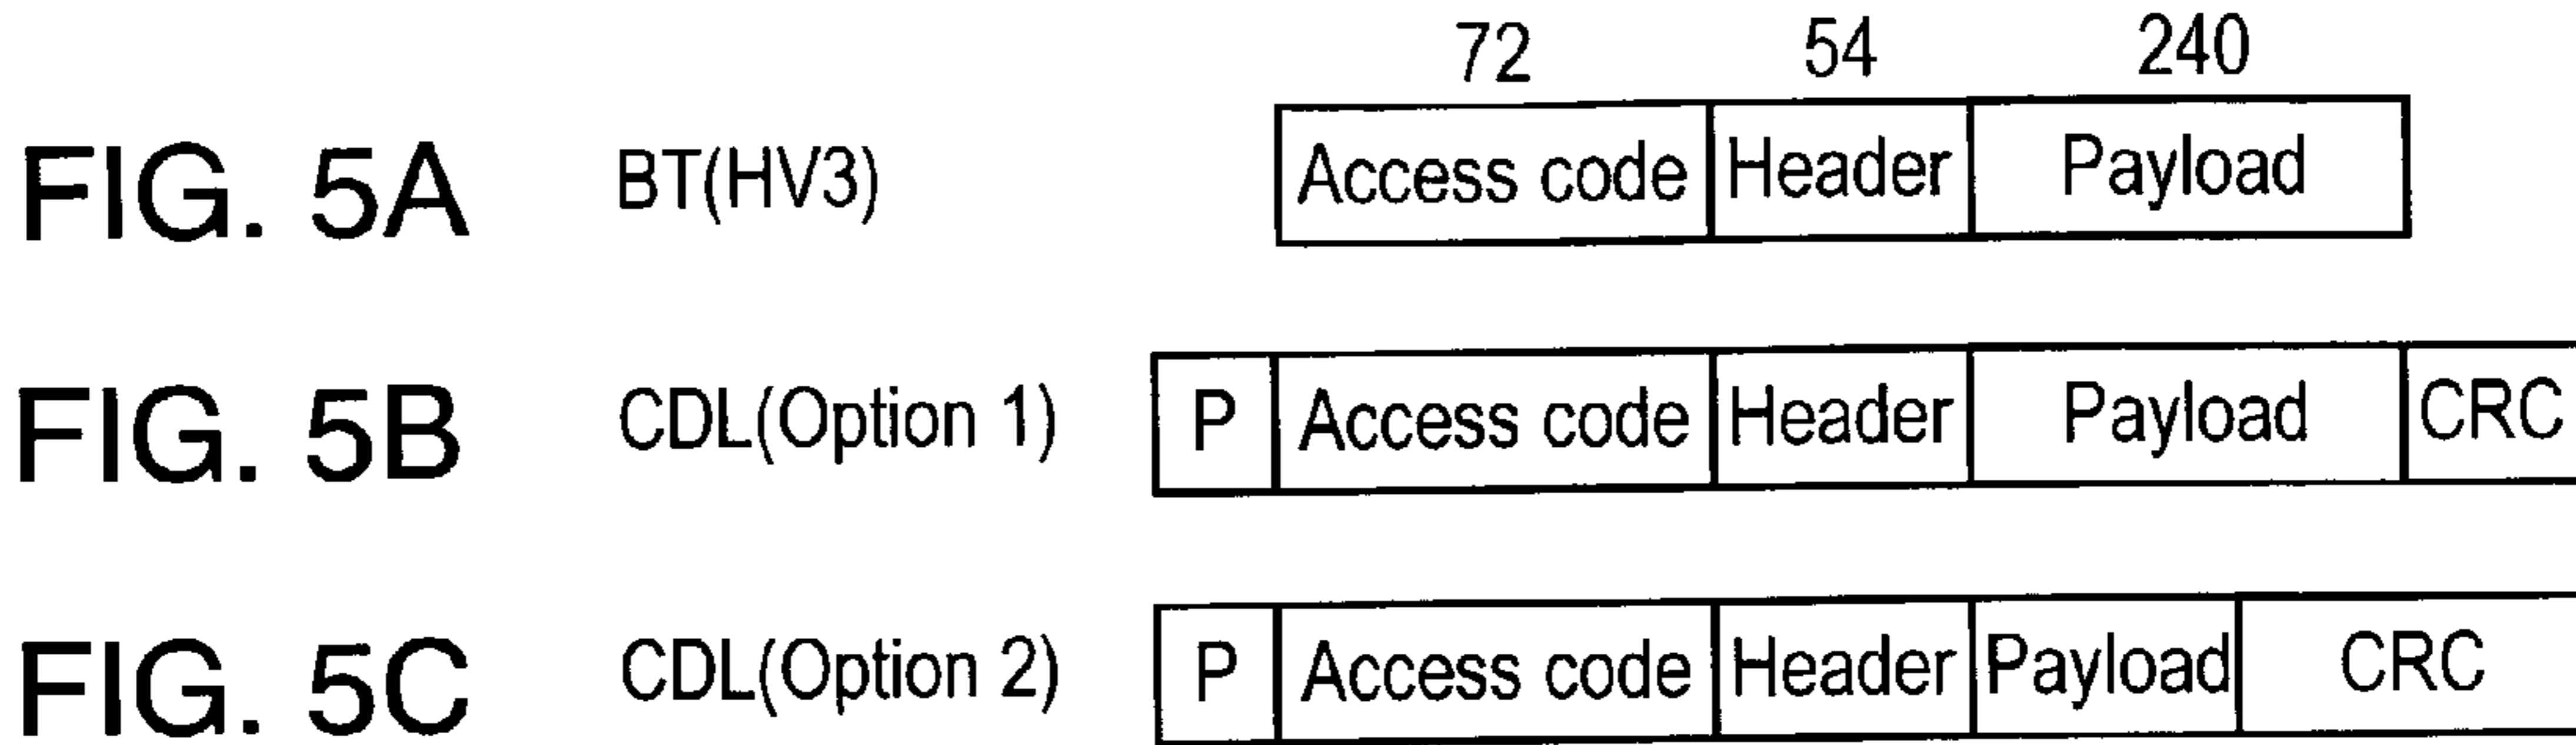 72 54 240
FIG. 5A BT(HV3) Access code Header Payload
FIG. 5B CDL(Option 1) P Access code Header Payload CRC
FIG. 5C CDL(Option 2) P Access code Header Payload CRC